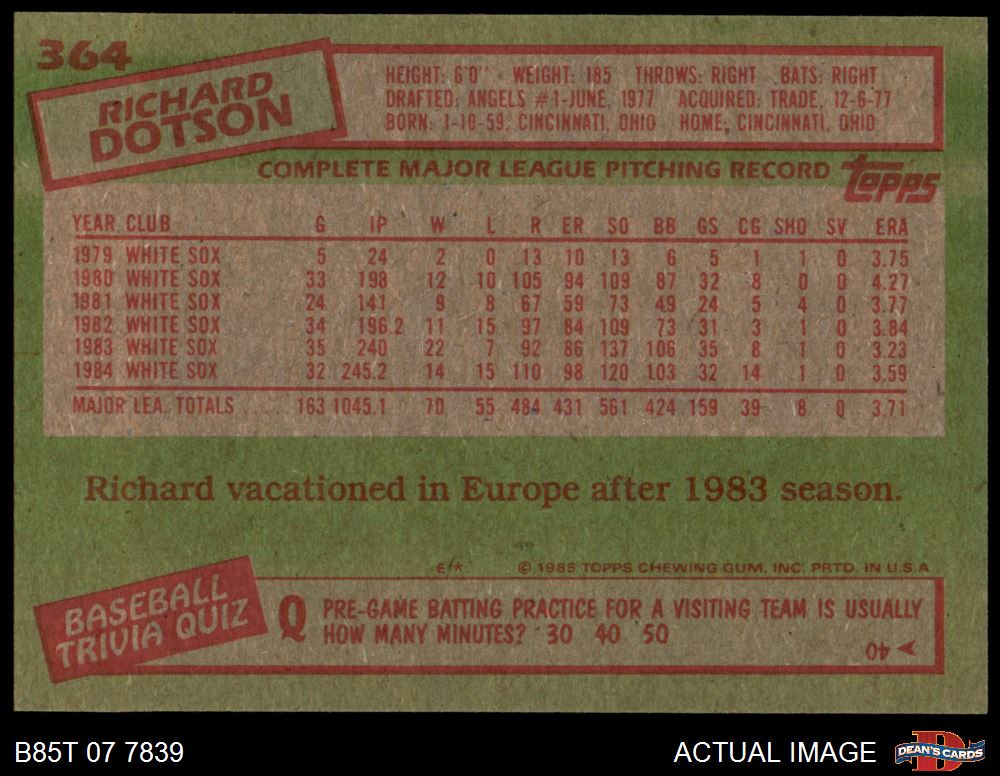 364
RICHARD
DOTSON
HEIGHT: 6'0" · WEIGHT: 185 THROWS: RIGHT BATS: RIGHT
DRAFTED: ANGELS #1-JUNE, 1977 ACQUIRED: TRADE, 12-6-77
BORN: 1-10-59, CINCINNATI, OHIO HOME: CINCINNATI, OHIO
COMPLETE MAJOR LEAGUE PITCHING RECORD topps
YEAR CLUB G IP W L R ER SO BB GS CG SHO SV ERA
1979 WHITE SOX 5 24 2 0 13 10 13 6 5 1 1 0 3.75
1980 WHITE SOX 33 198 12 10 105 94 109 87 32 8 0 0 4.27
1981 WHITE SOX 24 141 9 8 67 59 73 49 24 5 4 0 3.77
1982 WHITE SOX 34 196.2 11 15 97 84 109 73 31 3 1 0 3.84
1983 WHITE SOX 35 240 22 7 92 86 137 106 35 8 1 0 3.23
1984 WHITE SOX 32 245.2 14 15 110 98 120 103 32 14 1 0 3.59
MAJOR LEA. TOTALS ...... 163 1045.1 70 55 484 431 561 424 159 39 8 0 3.71
Richard vacationed in Europe after 1983 season.
E/* © 1985 TOPPS CHEWING GUM, INC. PRTD. IN U.S.A
BASEBALL
TRIVIA QUIZ
Q PRE-GAME BATTING PRACTICE FOR A VISITING TEAM IS USUALLY
HOW MANY MINUTES? 30 40 50
➤ 40
B85T 07 7839 ACTUAL IMAGE DEAN'S CARDS